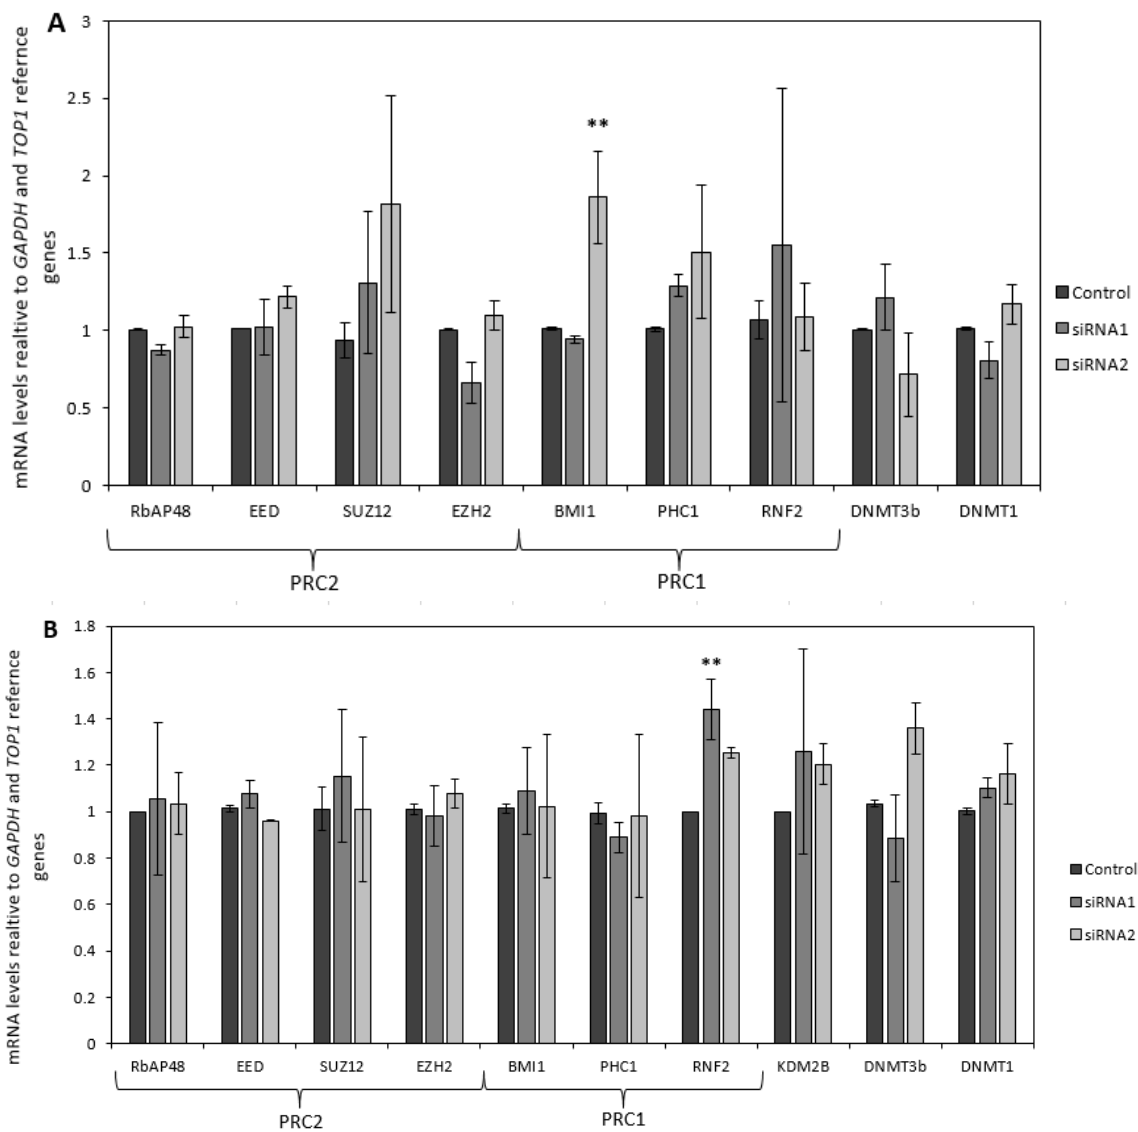 A
mRNA levels realtive to GAPDH and TOP1 refernce
genes
3
2.5
2
1.5
1
0.5
0
**
RbAP48 EED SUZ12 EZH2 BMI1 PHC1 RNF2 DNMT3b DNMT1
PRC2 PRC1
Control
siRNA1
siRNA2
B
mRNA levels realtive to GAPDH and TOP1 refernce
genes
1.8
1.6
1.4
1.2
1
0.8
0.6
0.4
0.2
0
**
RbAP48 EED SUZ12 EZH2 BMI1 PHC1 RNF2 KDM2B DNMT3b DNMT1
PRC2 PRC1
Control
siRNA1
siRNA2